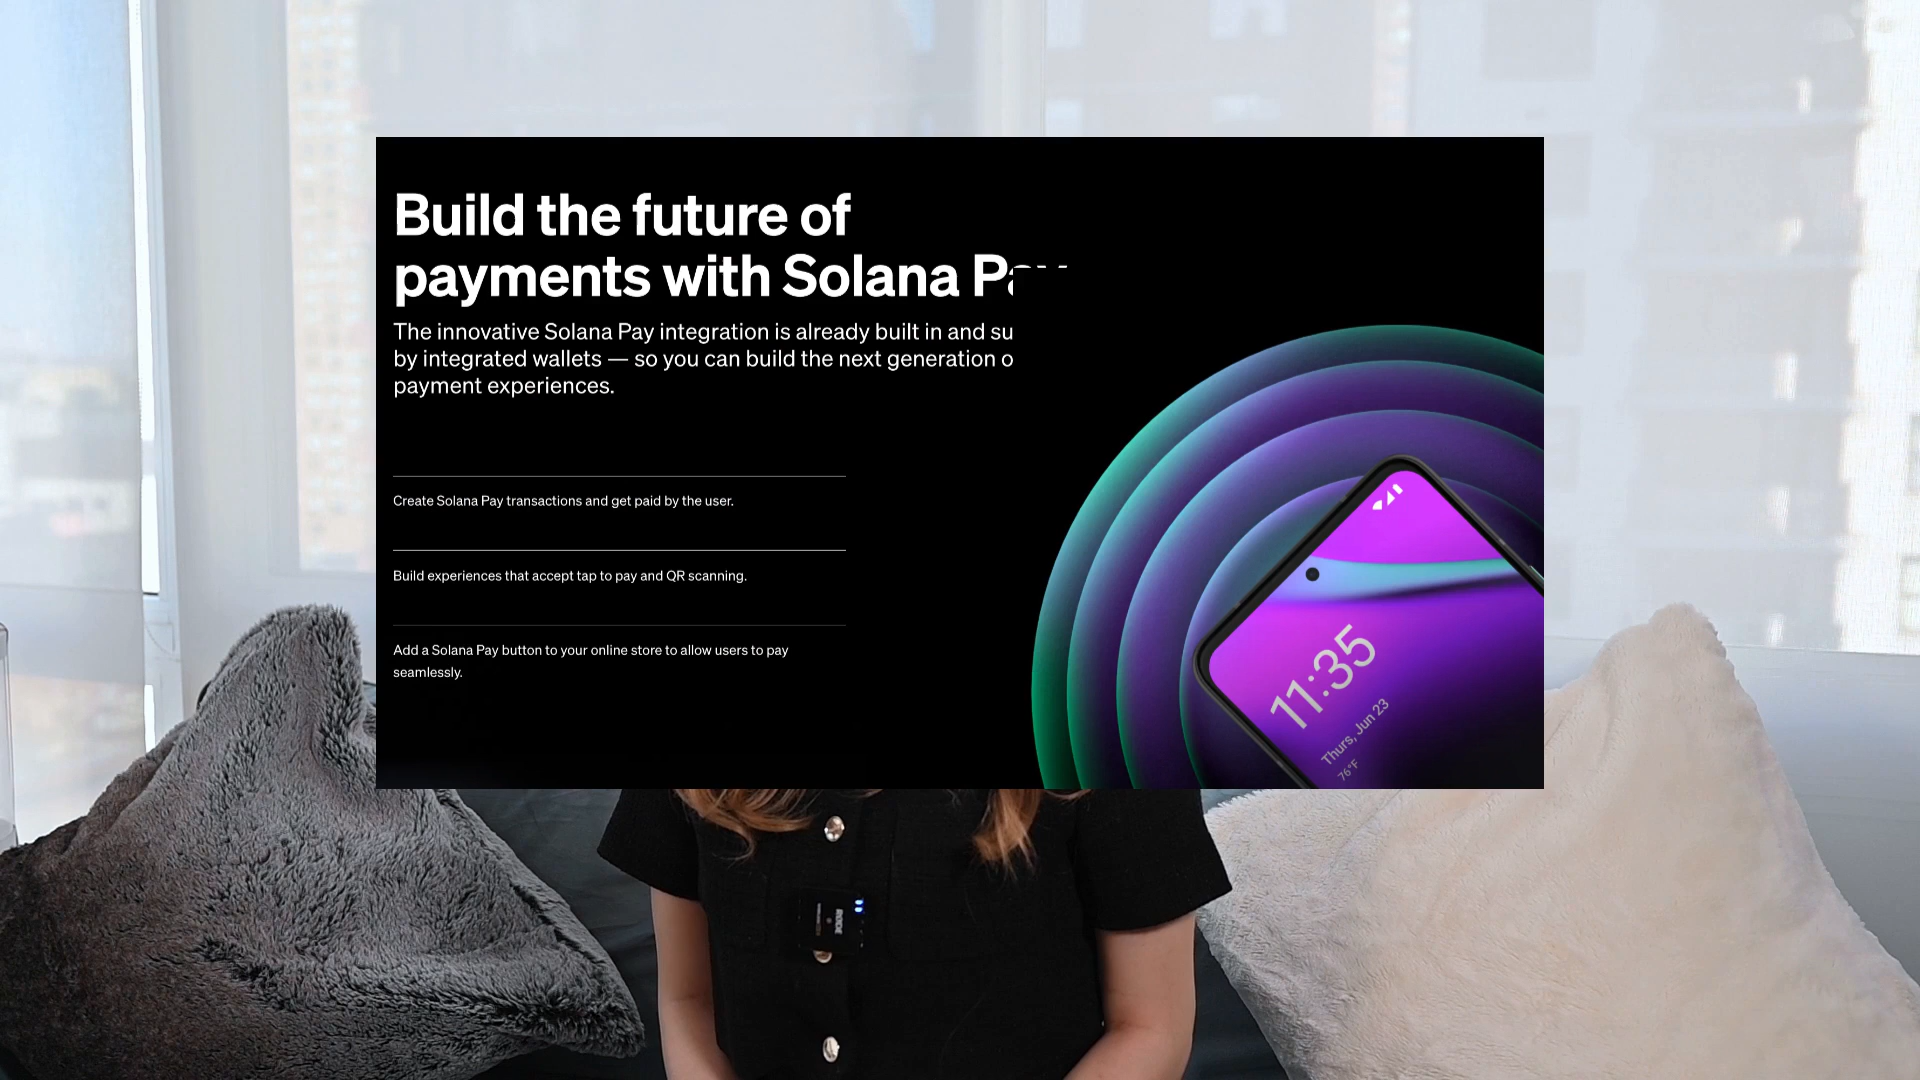 Build the future of
payments with Solana Pay
The innovative Solana Pay integration is already built in and su
by integrated wallets — so you can build the next generation o
payment experiences.
Create Solana Pay transactions and get paid by the user.
Build experiences that accept tap to pay and QR scanning.
Add a Solana Pay button to your online store to allow users to pay
seamlessly.
11:35
Thurs, Jun 23
76°F
RØDE